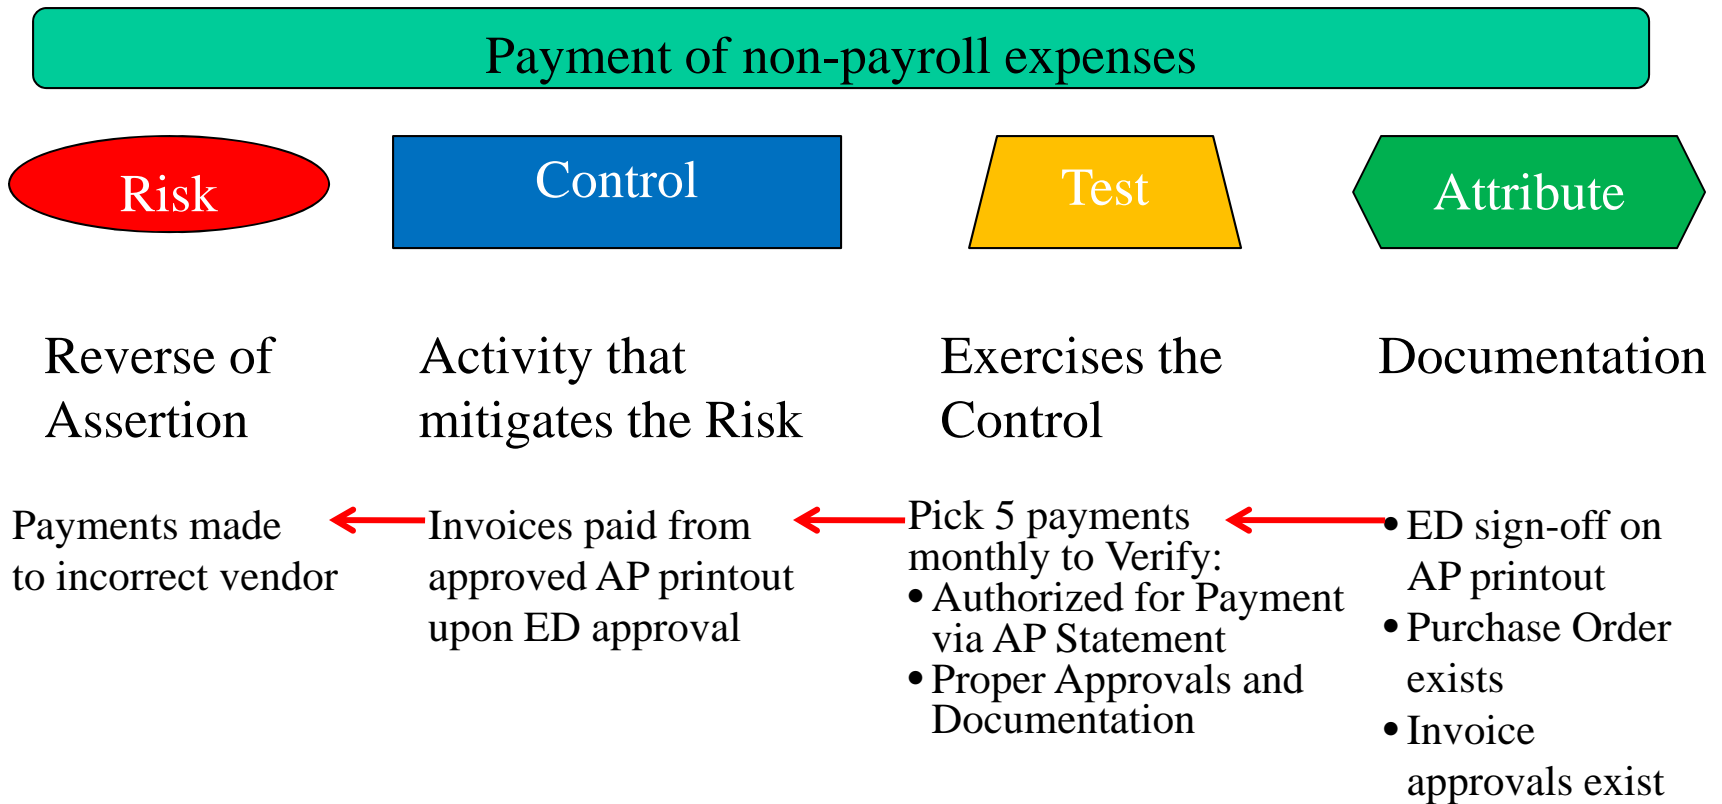 Payment of non-payroll expenses
Risk
Control
Test
Attribute
Reverse of
Assertion
Activity that
mitigates the Risk
Exercises the
Control
Documentation
Payments made
to incorrect vendor
Invoices paid from
approved AP printout
upon ED approval
Pick 5 payments
monthly to Verify:
• Authorized for Payment
via AP Statement
• Proper Approvals and
Documentation
• ED sign-off on
AP printout
• Purchase Order
exists
• Invoice
approvals exist